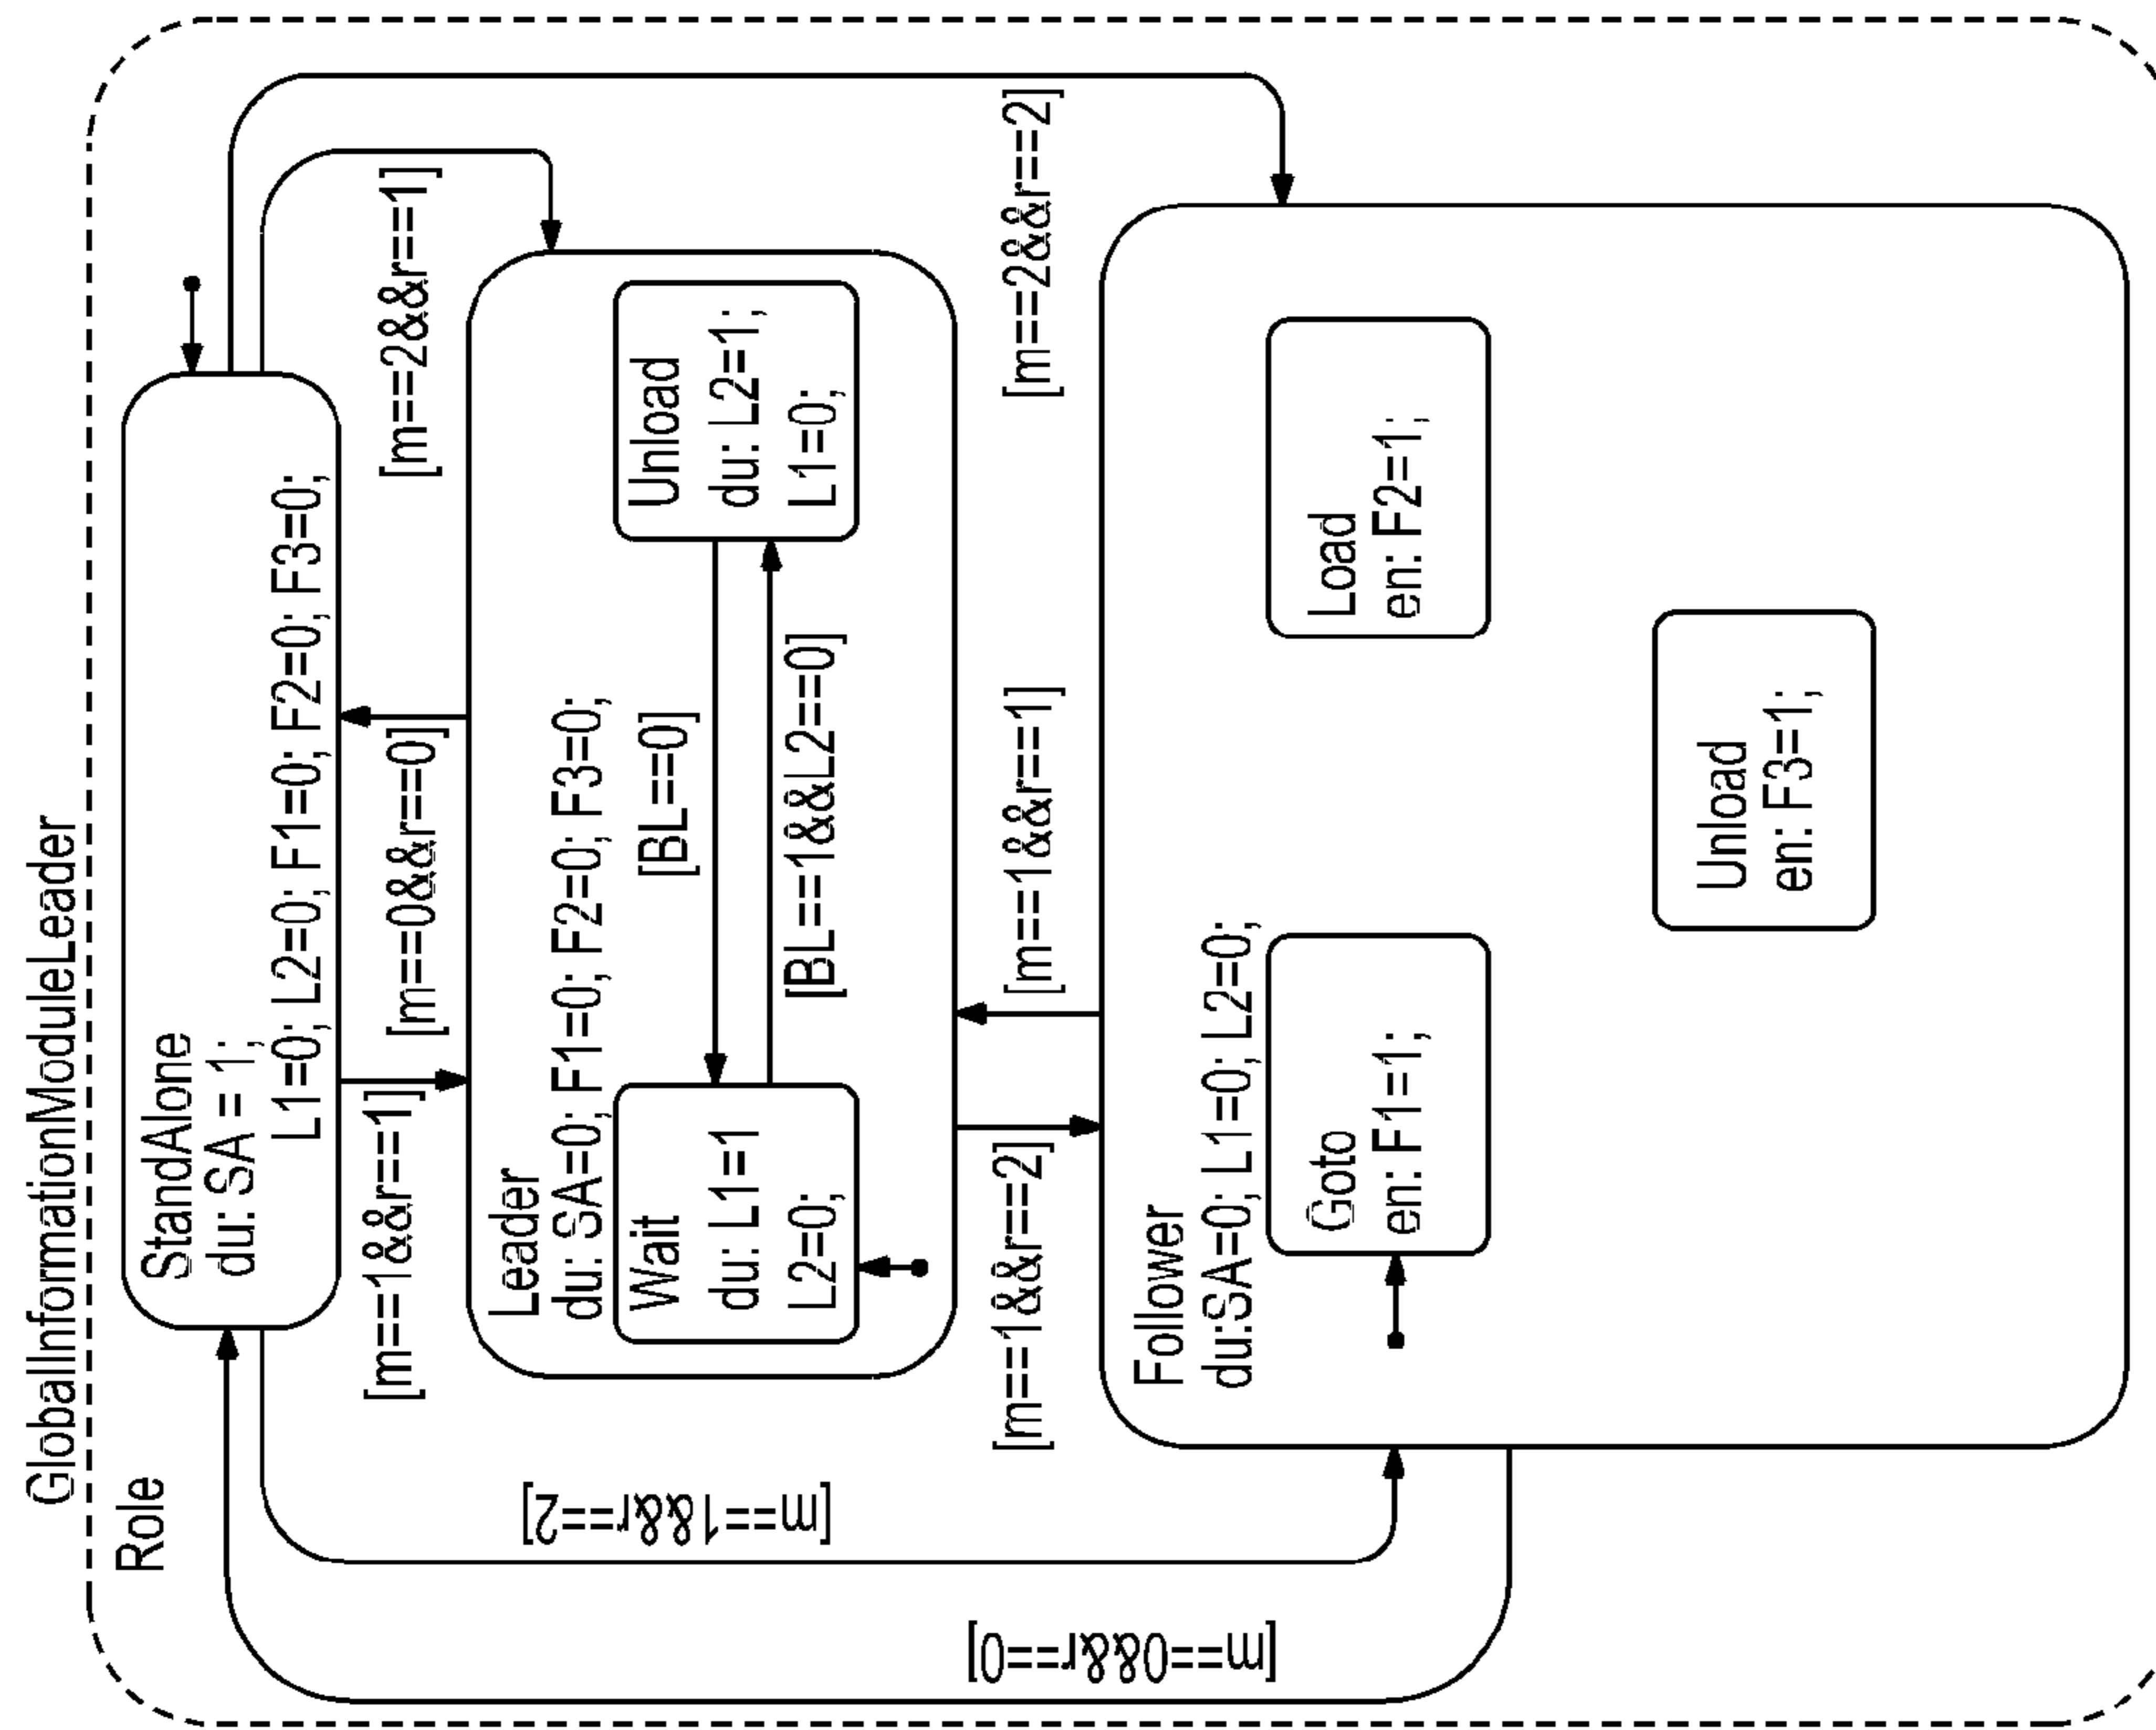 GlobalInformationModuleLeader
Role
StandAlone
du: SA = 1;
L1=0; L2=0; F1=0; F2=0; F3=0;
[m==1&&r==1]
[m==0&&r==0]
[m==2&&r==1]
Leader
du: SA=0; F1=0; F2=0; F3=0;
Wait
du: L1=1
L2=0;
[BL==0]
[BL==1&&L2==0]
Unload
du: L2=1;
L1=0;
[m==1&&r==2]
[m==1&&r==2]
[m==1&&r==1]
[m==2&&r==2]
[m==0&&r==0]
Follower
du:SA=0; L1=0; L2=0;
Goto
en: F1=1;
Load
en: F2=1;
Unload
en: F3=1;